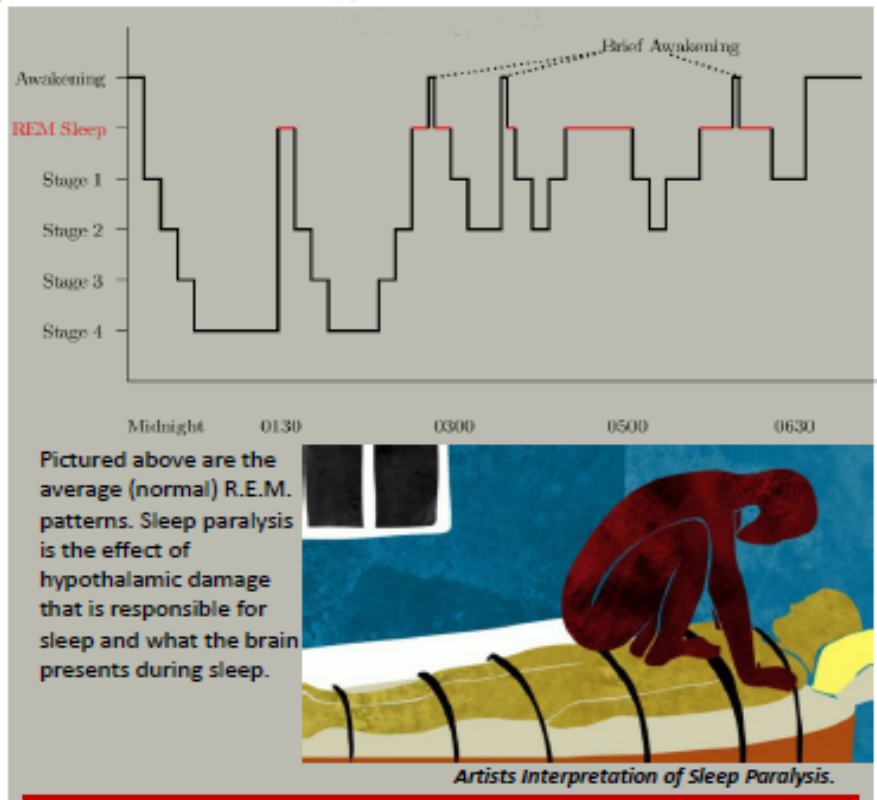 Brief Awakening
Awakening
REM Sleep
Stage 1
Stage 2
Stage 3
Stage 4
Midnight 0130 0300 0500 0630
Pictured above are the
average (normal) R.E.M.
patterns. Sleep paralysis
is the effect of
hypothalamic damage
that is responsible for
sleep and what the brain
presents during sleep.
Artists Interpretation of Sleep Paralysis.